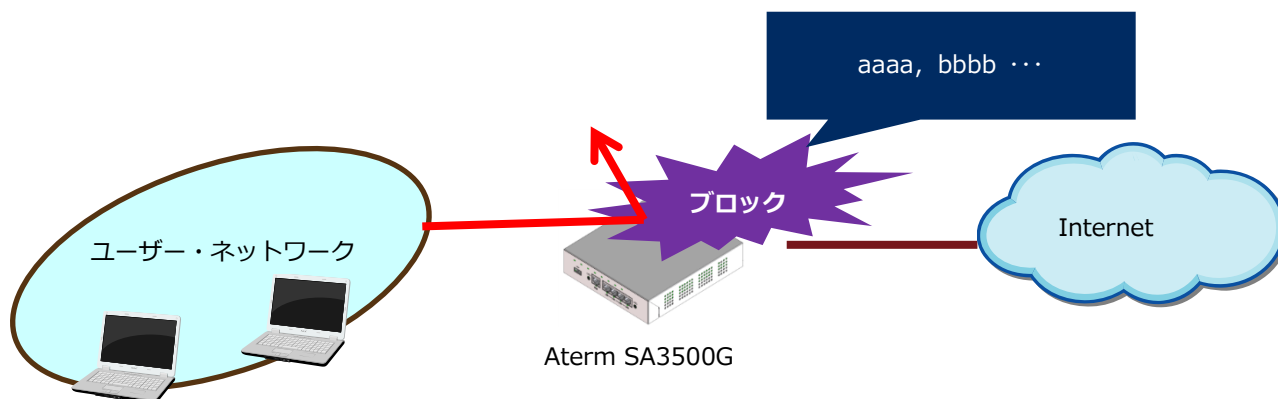 aaaa, bbbb ・・・
ブロック
ユーザー・ネットワーク
Internet
Aterm SA3500G